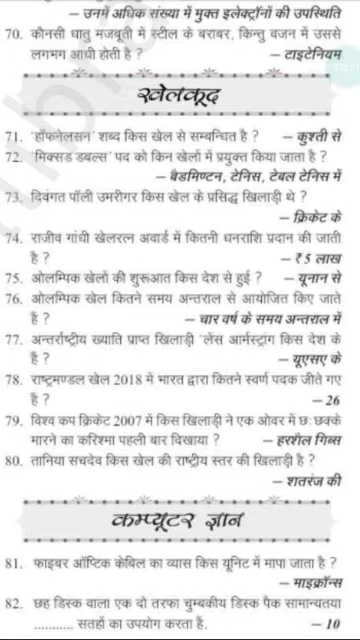 – उनमें अधिक संख्या में मुक्त इलेक्ट्रॉनों की उपस्थिति
70. कौनसी धातु मजबूती में स्टील के बराबर, किन्तु वजन में उससे
लगभग आधी होती है ? – टाइटेनियम
खेलकूद
71. 'हॉफनेलसन' शब्द किस खेल से सम्बन्धित है ? – कुश्ती से
72. 'मिक्सड डबल्स' पद को किन खेलों में प्रयुक्त किया जाता है ?
– बैडमिण्टन, टेनिस, टेबल टेनिस में
73. दिवंगत पॉली उमरीगर किस खेल के प्रसिद्ध खिलाड़ी थे ?
– क्रिकेट के
74. राजीव गांधी खेलरत्न अवार्ड में कितनी धनराशि प्रदान की जाती
है ? – ₹5 लाख
75. ओलम्पिक खेलों की शुरूआत किस देश से हुई ? – यूनान से
76. ओलम्पिक खेल कितने समय अन्तराल से आयोजित किए जाते
हैं ? – चार वर्ष के समय अन्तराल में
77. अन्तर्राष्ट्रीय ख्याति प्राप्त खिलाड़ी 'लेंस आर्मस्ट्रांग किस देश के
हैं ? – यूएसए के
78. राष्ट्रमण्डल खेल 2018 में भारत द्वारा कितने स्वर्ण पदक जीते गए
हैं ? – 26
79. विश्व कप क्रिकेट 2007 में किस खिलाड़ी ने एक ओवर में छ: छक्के
मारने का करिश्मा पहली बार दिखाया ? – हरशैल गिब्स
80. तानिया सचदेव किस खेल की राष्ट्रीय स्तर की खिलाड़ी है ?
– शतरंज की
कम्प्यूटर ज्ञान
81. फाइबर ऑप्टिक केबिल का व्यास किस यूनिट में मापा जाता है ?
– माइक्रॉन्स
82. छह डिस्क वाला एक दो तरफा चुम्बकीय डिस्क पैक सामान्यतया
........... सतहों का उपयोग करता हैं. – 10